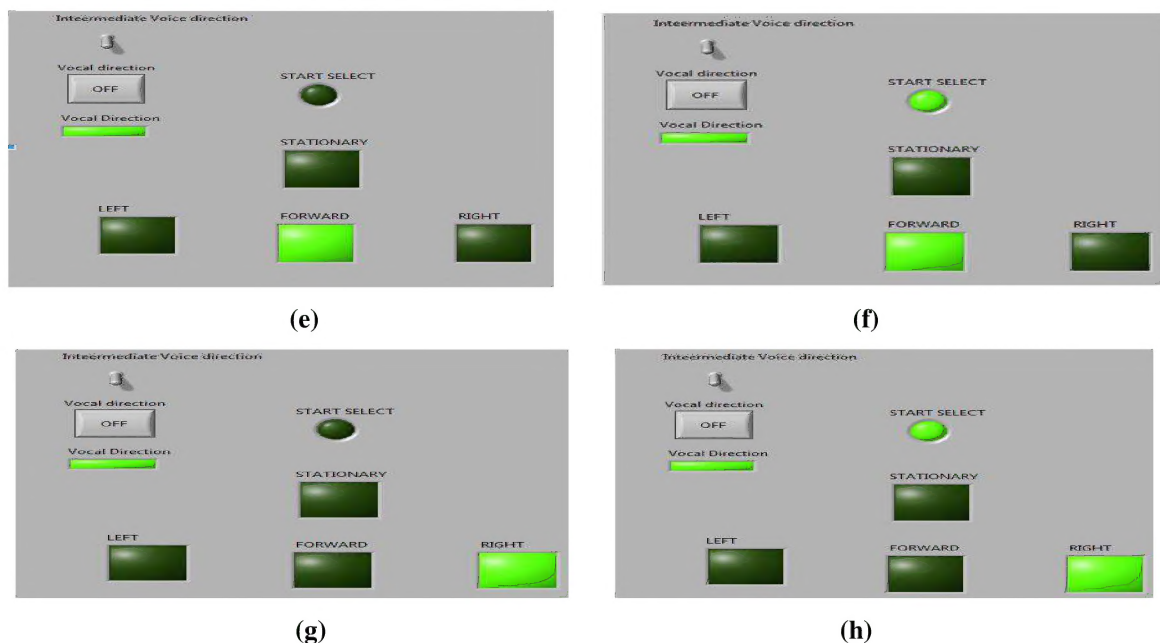 Inteermediate Voice direction
Vocal direction
OFF
START SELECT
Vocal Direction
STATIONARY
LEFT
FORWARD
RIGHT
(e)
Inteermediate Voice direction
Vocal direction
OFF
START SELECT
Vocal Direction
STATIONARY
LEFT
FORWARD
RIGHT
(f)
Inteermediate Voice direction
Vocal direction
OFF
START SELECT
Vocal Direction
STATIONARY
LEFT
FORWARD
RIGHT
(g)
Inteermediate Voice direction
Vocal direction
OFF
START SELECT
Vocal Direction
STATIONARY
LEFT
FORWARD
RIGHT
(h)